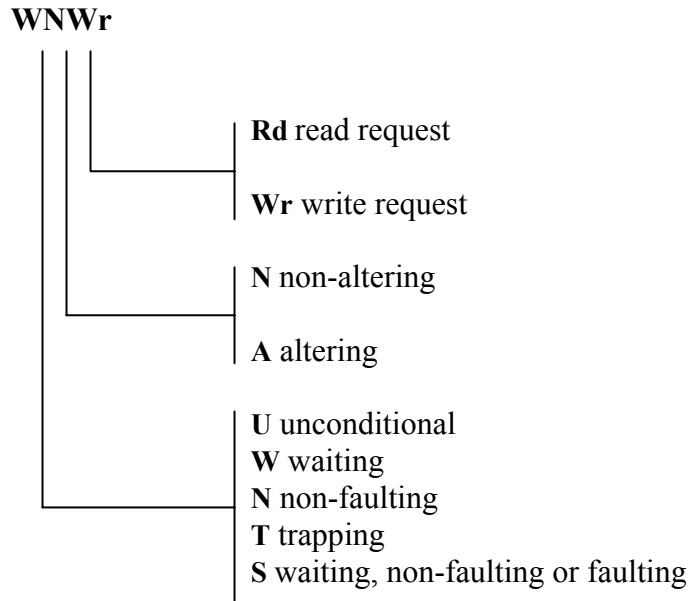 WNWr
Rd read request
Wr write request
N non-altering
A altering
U unconditional
W waiting
N non-faulting
T trapping
S waiting, non-faulting or faulting